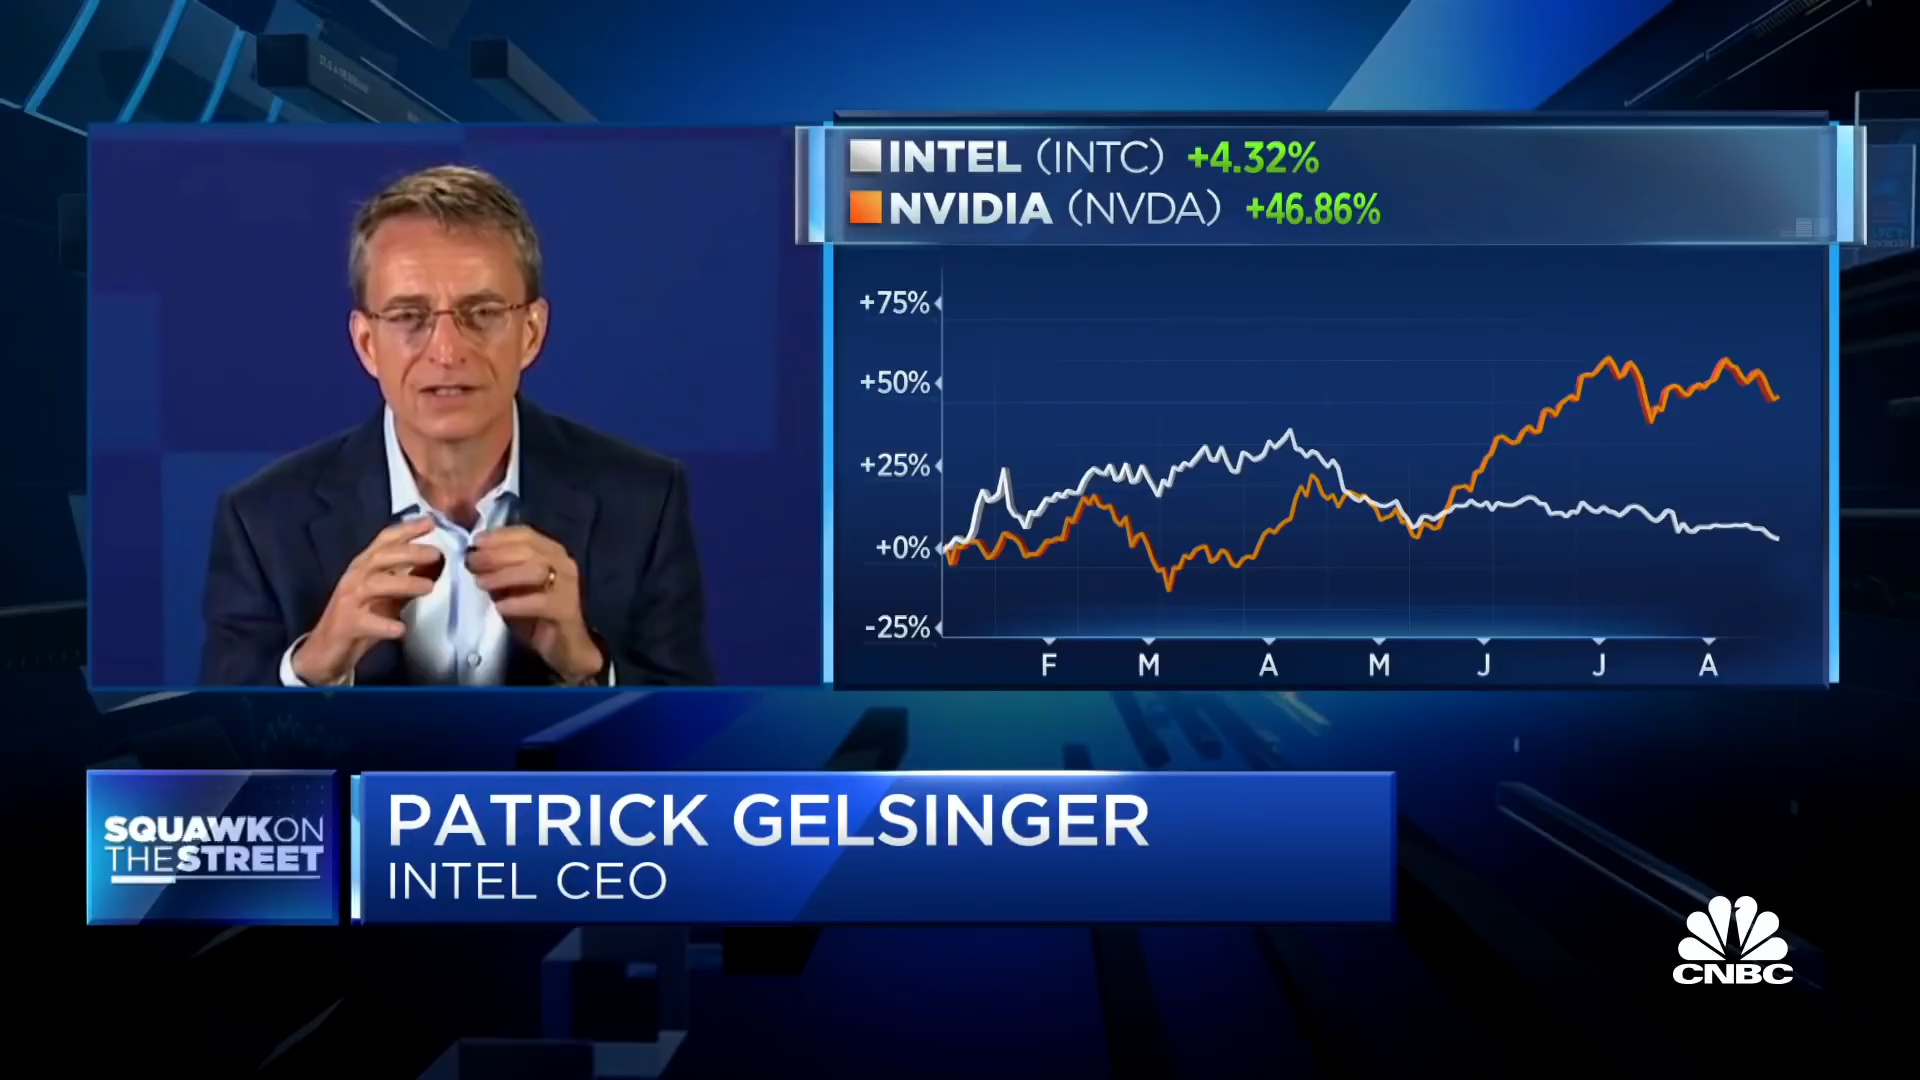 INTEL (INTC) +4.32%
NVIDIA (NVDA) +46.86%
+75%
+50%
+25%
+0%
-25%
F M A M J J A
SQUAWK ON
THE STREET
PATRICK GELSINGER
INTEL CEO
CNBC